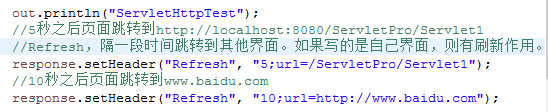 out.println("ServletHttpTest");
//5秒之后页面跳转到http://localhost:8080/ServletPro/Servlet1
//Refresh，隔一段时间跳转到其他界面。如果写的是自己界面，则有刷新作用。
response.setHeader("Refresh", "5;url=/ServletPro/Servlet1");
//10秒之后页面跳转到www.baidu.com
response.setHeader("Refresh", "10;url=http://www.baidu.com");